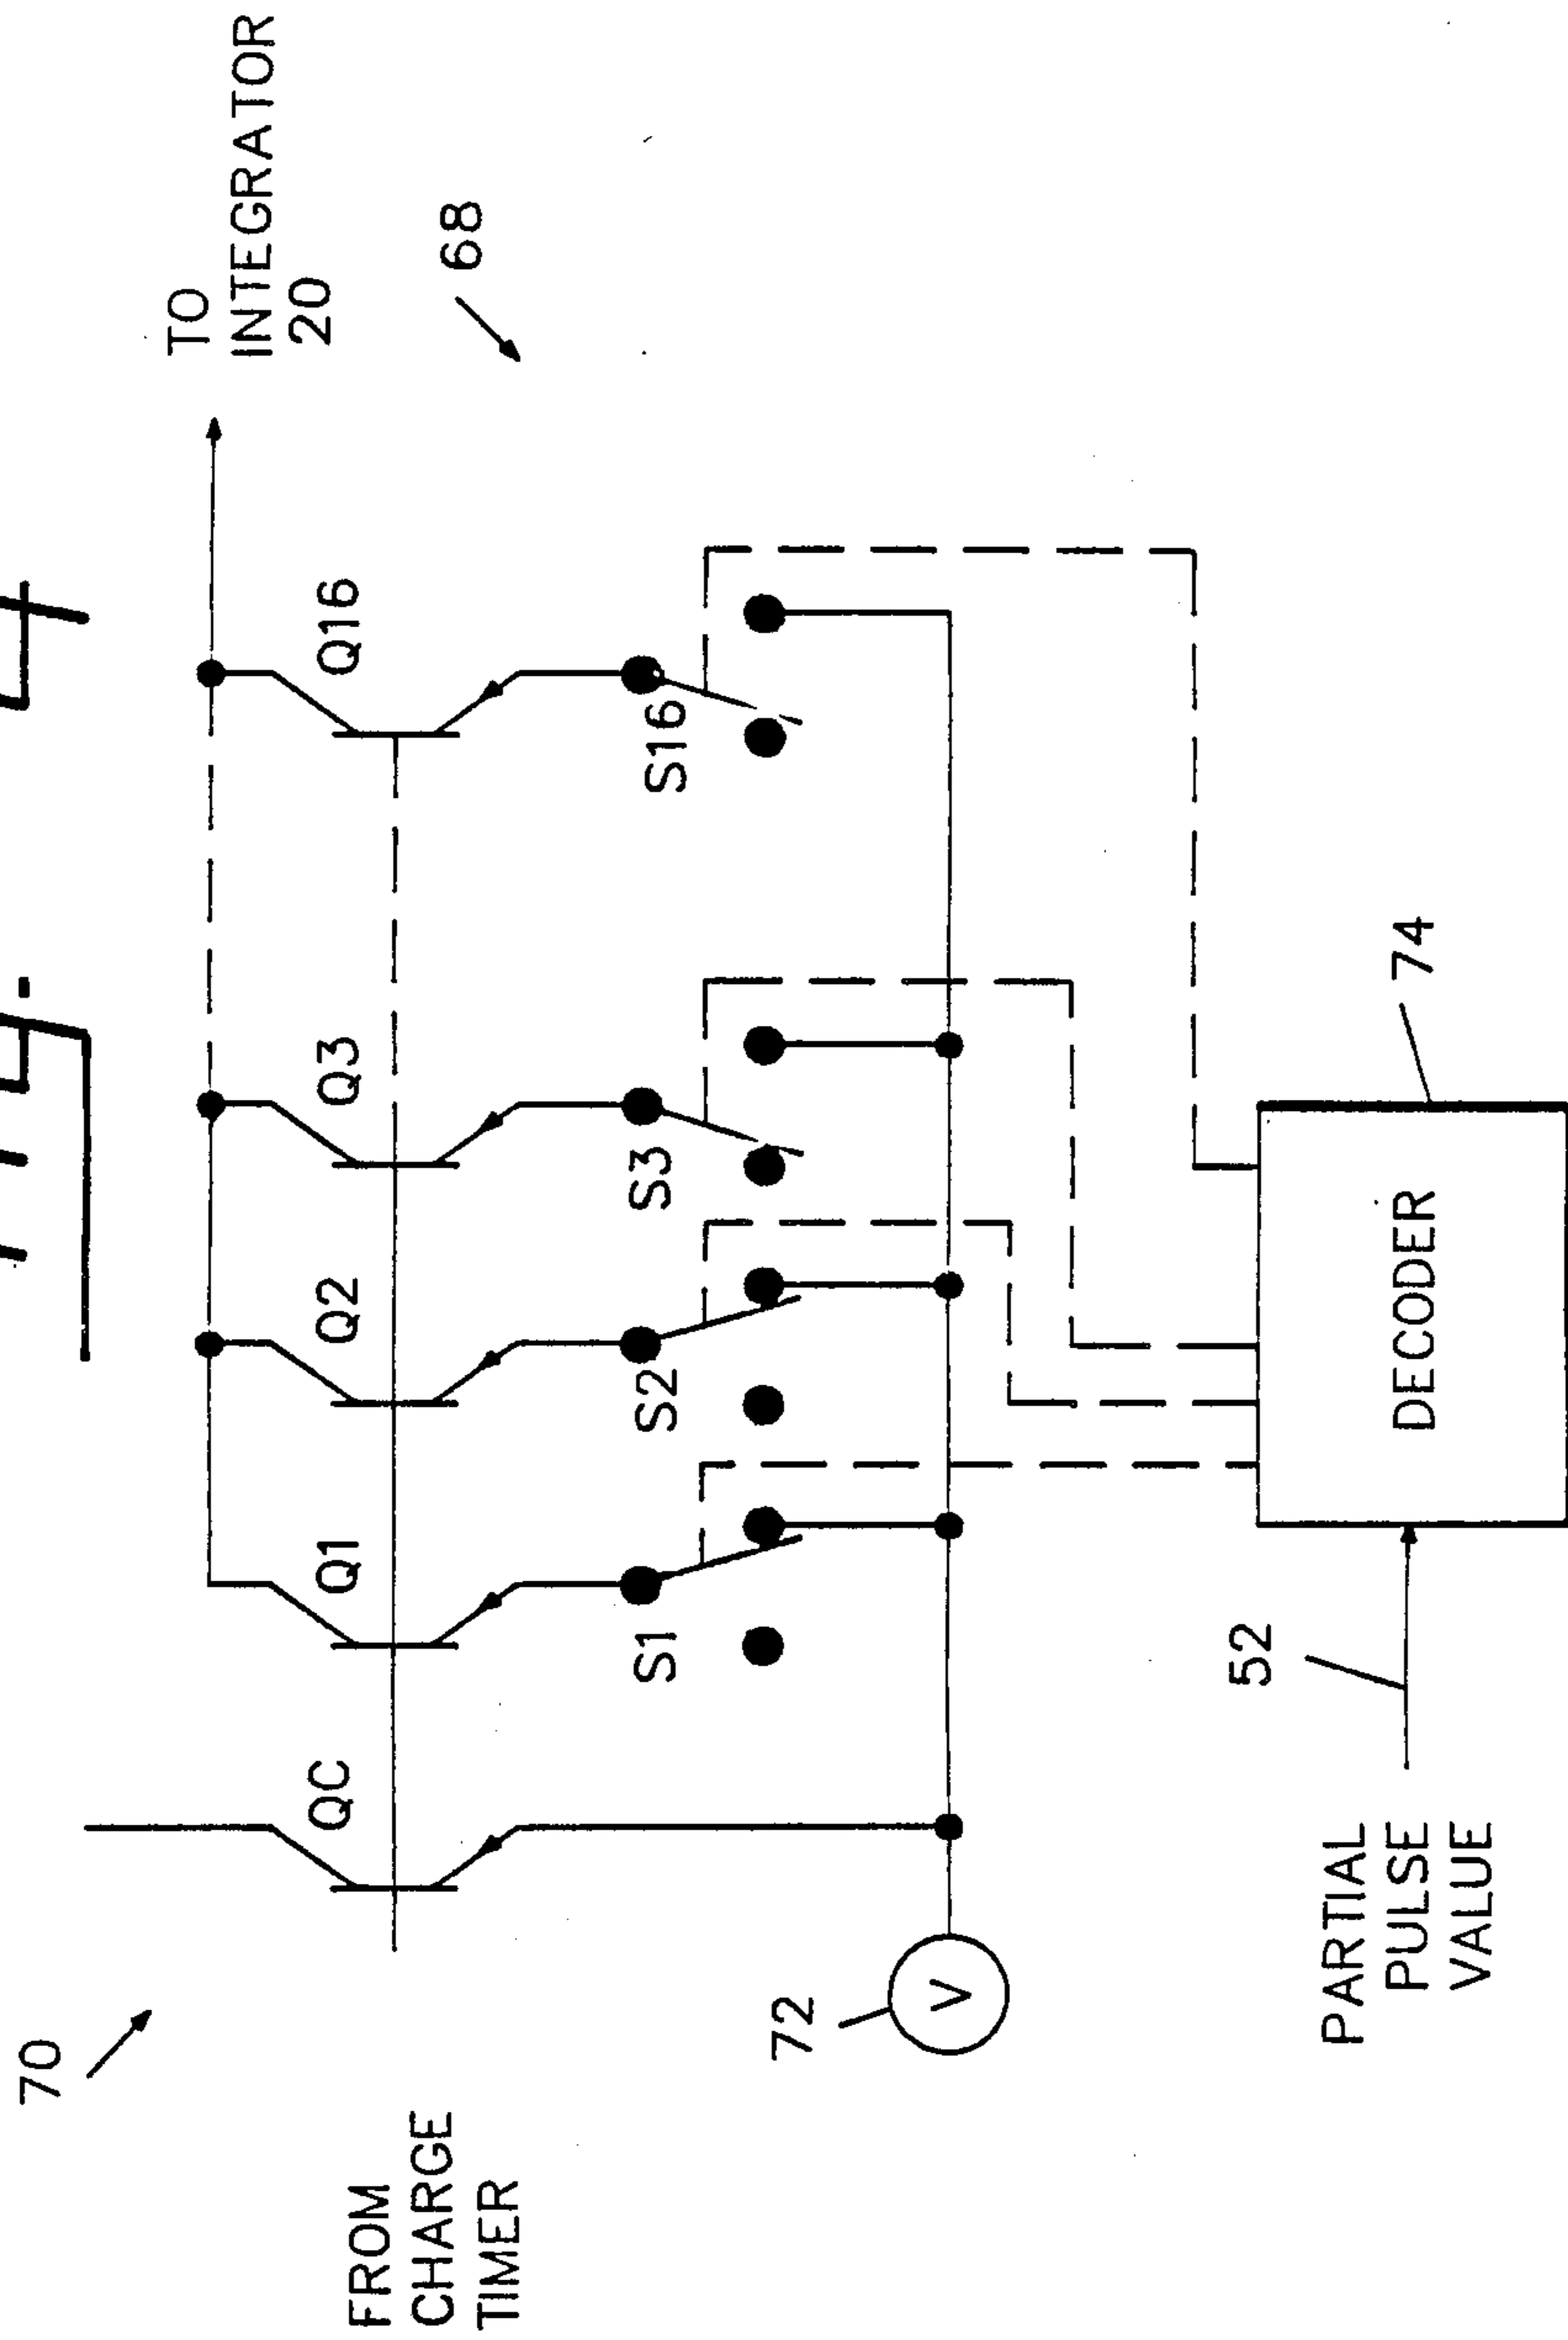 70
FROM
CHARGE
TIMER
QC
Q1
Q2
Q3
Q16
TO
INTEGRATOR
20
68
S1
S2
S3
S16
72
V
52
PARTIAL
PULSE
VALUE
DECODER
74